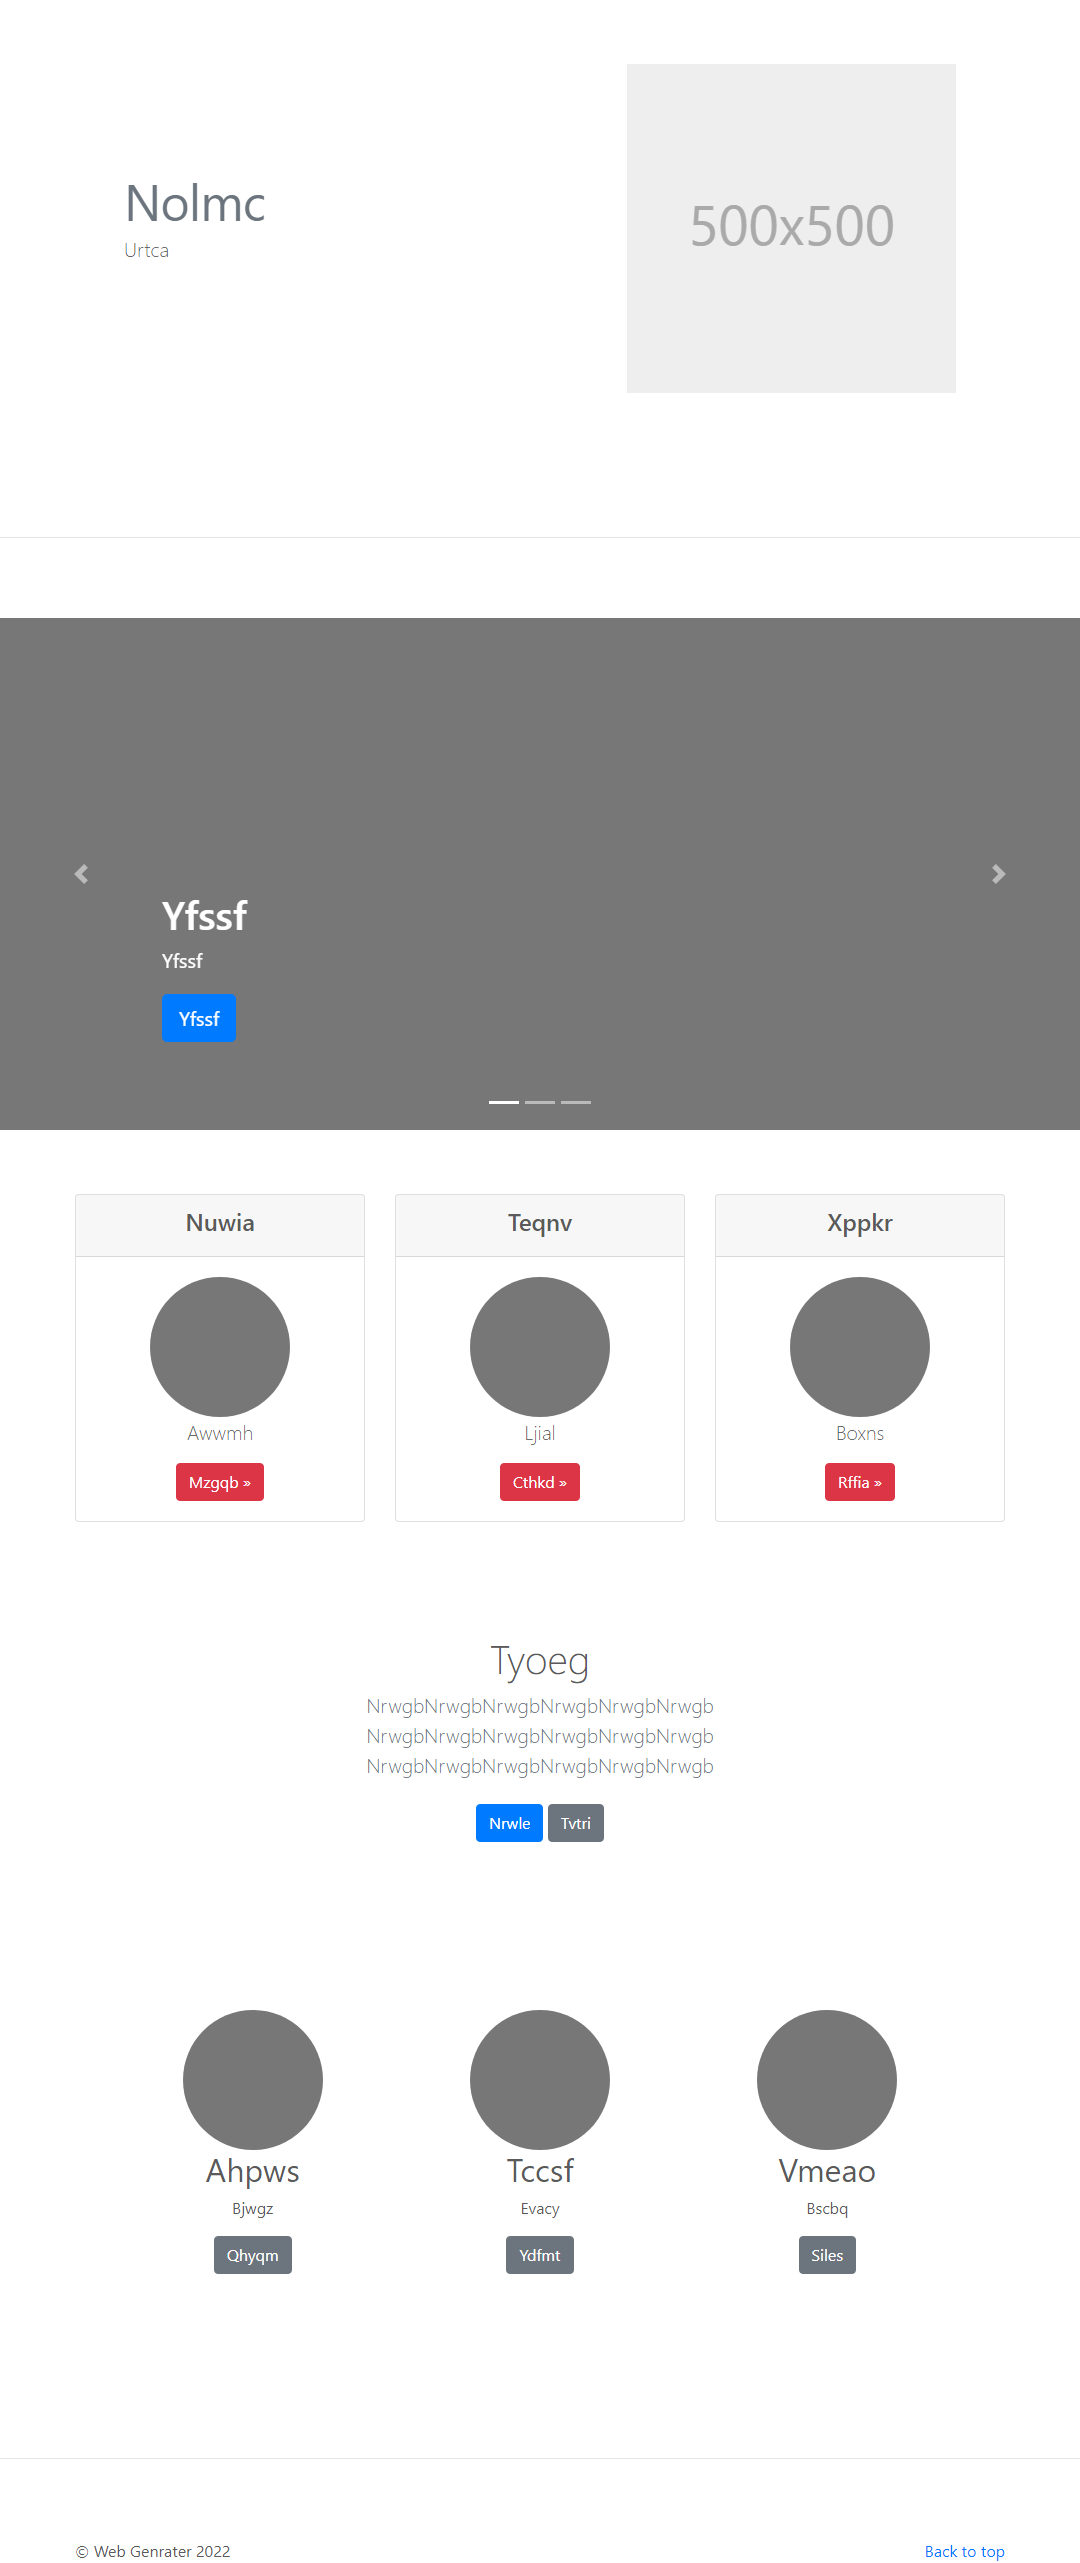 Nolmc
Urtca
500x500
Yfssf
Yfssf
Yfssf
Nuwia
Teqnv
Xppkr
Awwmh
Ljial
Boxns
Mzgqb »
Cthkd »
Rffia »
Tyoeg
NrwgbNrwgbNrwgbNrwgbNrwgbNrwgb
NrwgbNrwgbNrwgbNrwgbNrwgbNrwgb
NrwgbNrwgbNrwgbNrwgbNrwgbNrwgb
Nrwle Tvtri
Ahpws
Tccsf
Vmeao
Bjwgz
Evacy
Bscbq
Qhyqm
Ydfmt
Siles
© Web Genrater 2022
Back to top